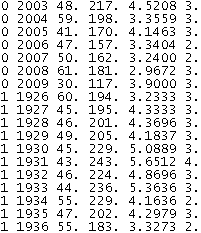 0 2003 48. 217. 4.5208 3.
0 2004 59. 198. 3.3559 3.
0 2005 41. 170. 4.1463 3.
0 2006 47. 157. 3.3404 2.
0 2007 50. 162. 3.2400 2.
0 2008 61. 181. 2.9672 3.
0 2009 30. 117. 3.9000 3.
1 1926 60. 194. 3.2333 3.
1 1927 45. 195. 4.3333 3.
1 1928 46. 201. 4.3696 3.
1 1929 49. 205. 4.1837 3.
1 1930 45. 229. 5.0889 3.
1 1931 43. 243. 5.6512 4.
1 1932 46. 224. 4.8696 3.
1 1933 44. 236. 5.3636 3.
1 1934 55. 229. 4.1636 2.
1 1935 47. 202. 4.2979 3.
1 1936 55. 183. 3.3273 2.